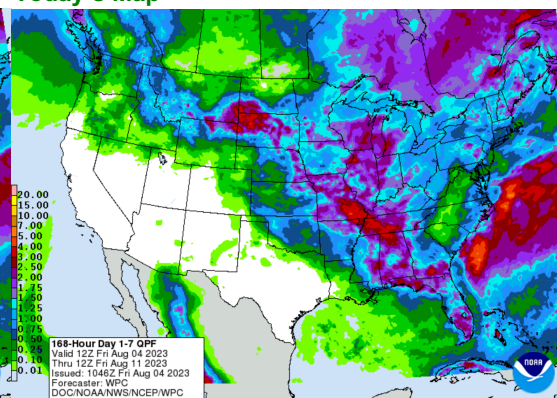 Today's Map
20.00
15.00
10.00
7.00
5.00
4.00
3.00
2.50
2.00
1.75
1.50
1.25
1.00
0.75
0.50
0.25
0.10
0.01
168-Hour Day 1-7 QPF
Valid 12Z Fri Aug 04 2023
Thru 12Z Fri Aug 11 2023
Issued: 1046Z Fri Aug 04 2023
Forecaster: WPC
DOC/NOAA/NWS/NCEP/WPC
NOAA